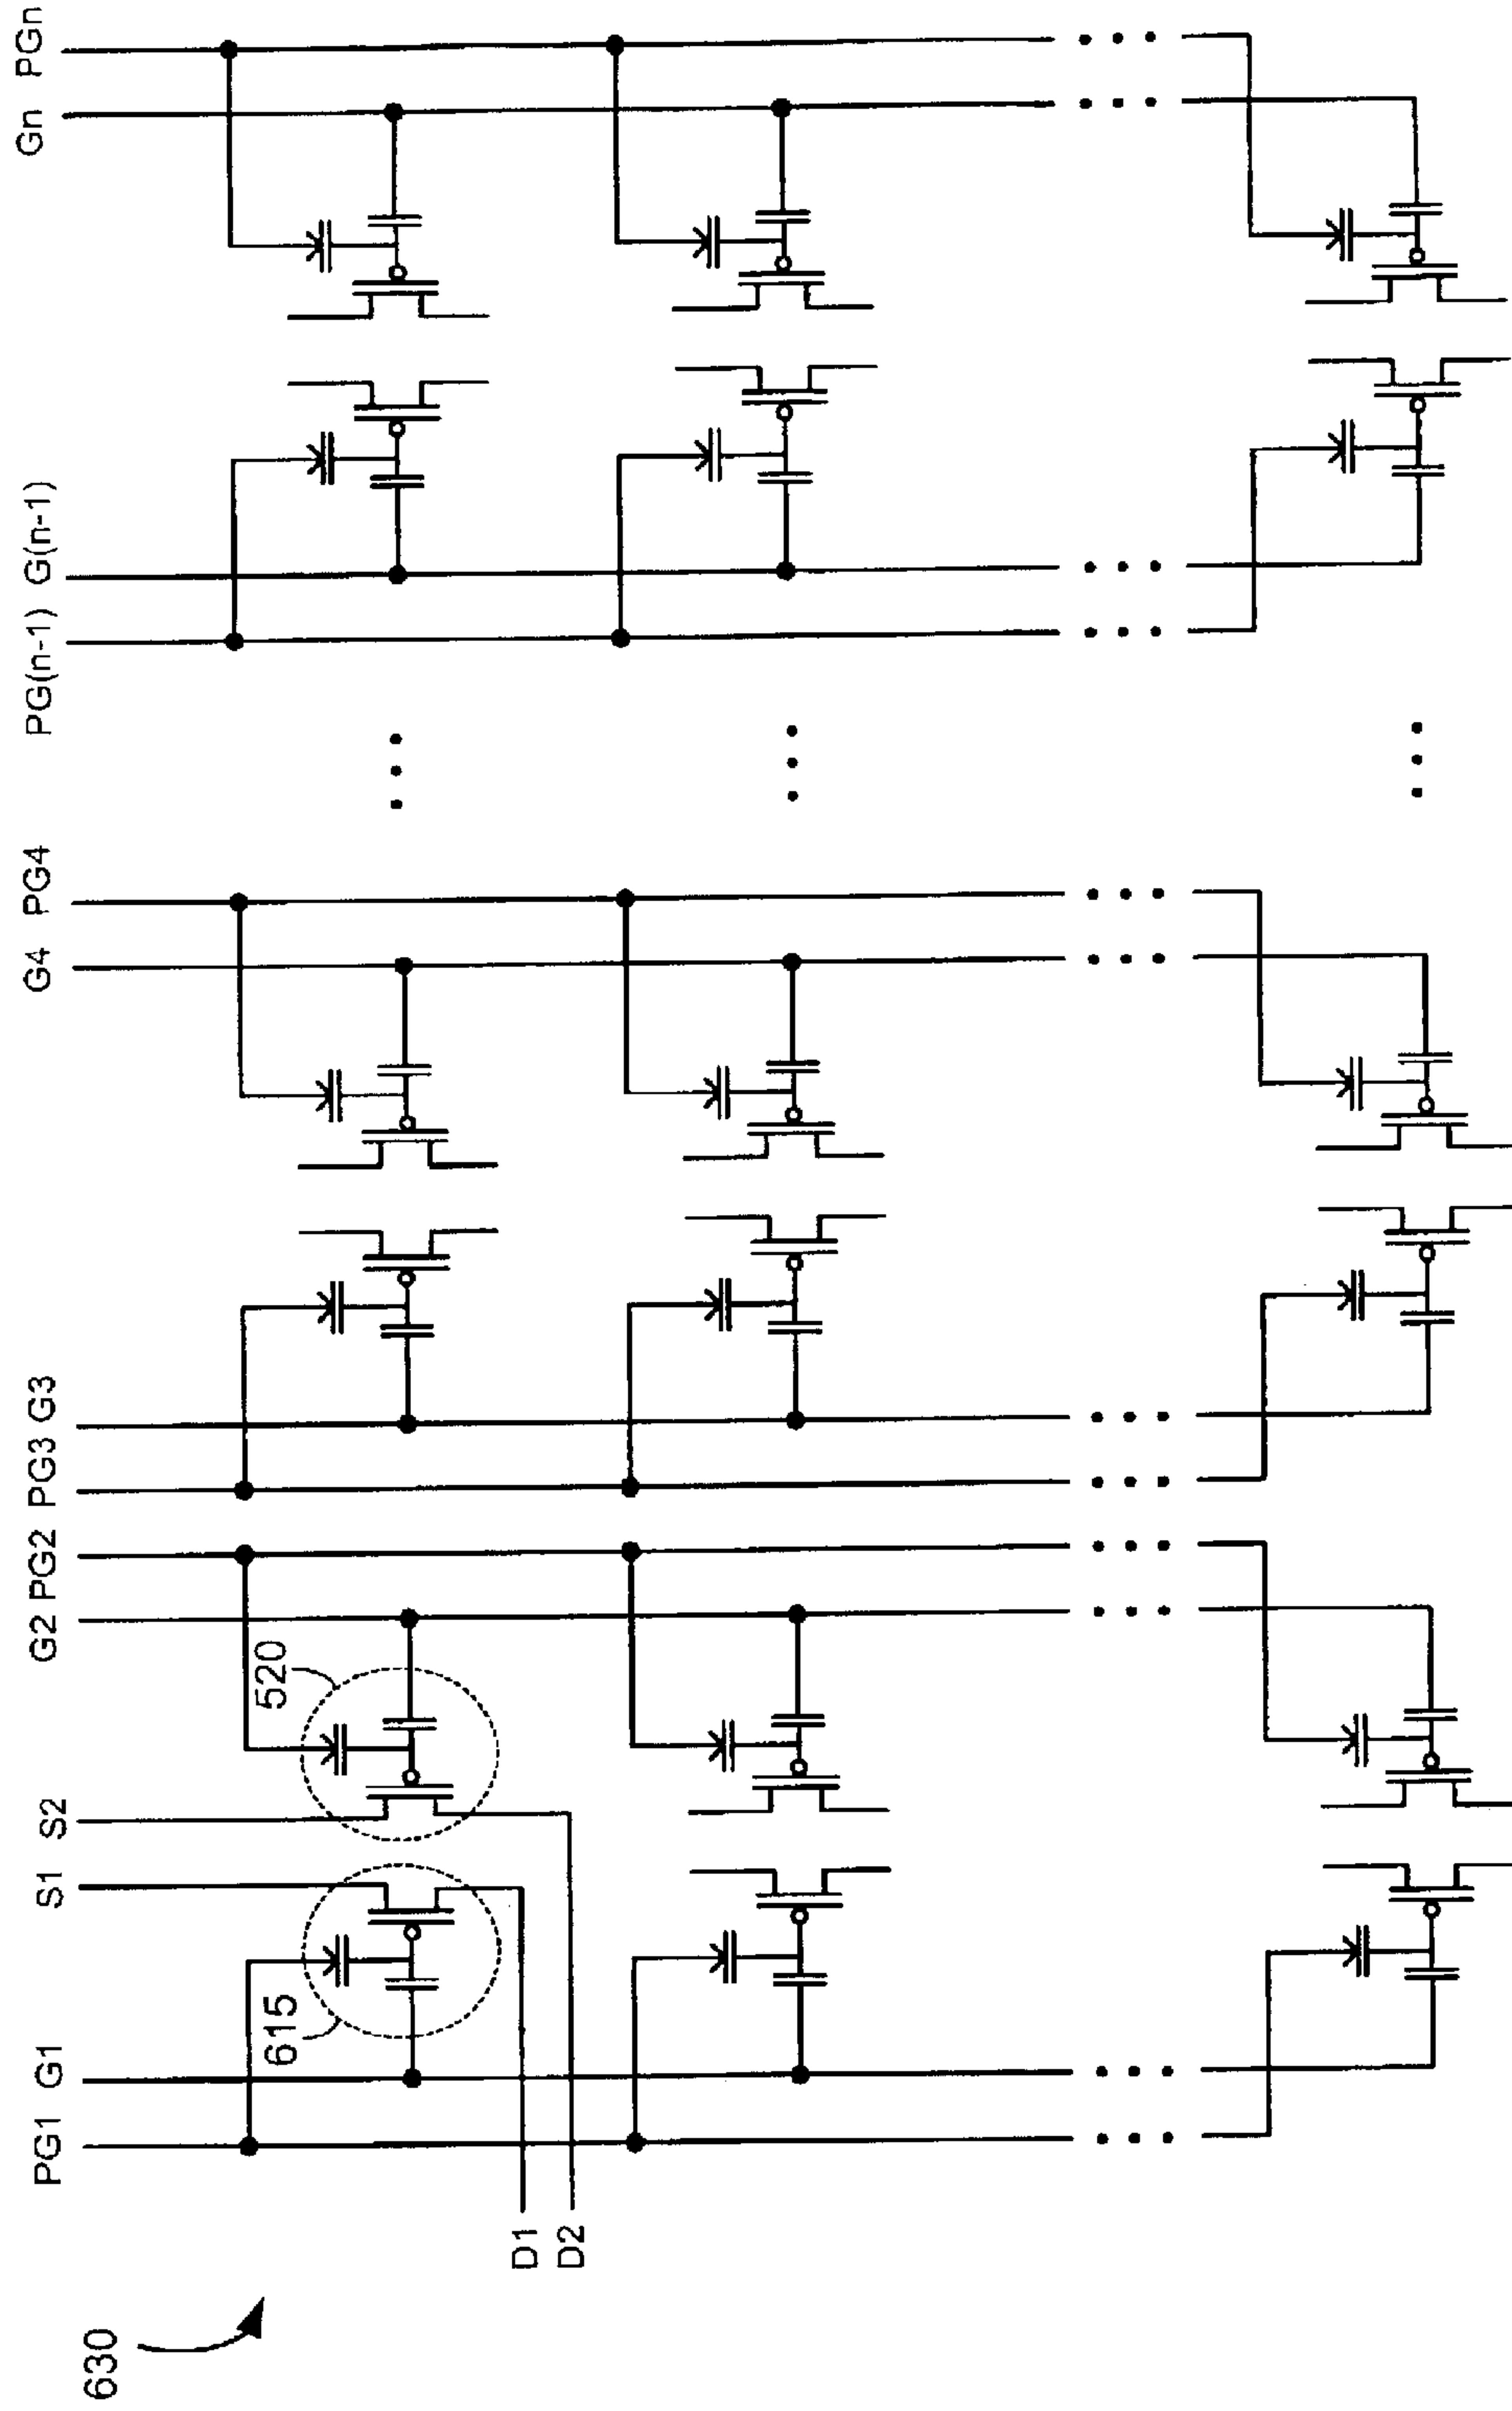 630
PG1
G1
S1
S2
G2
PG2
PG3
G3
G4
PG4
PG(n-1)
G(n-1)
Gn
PGn
615
520
D1
D2